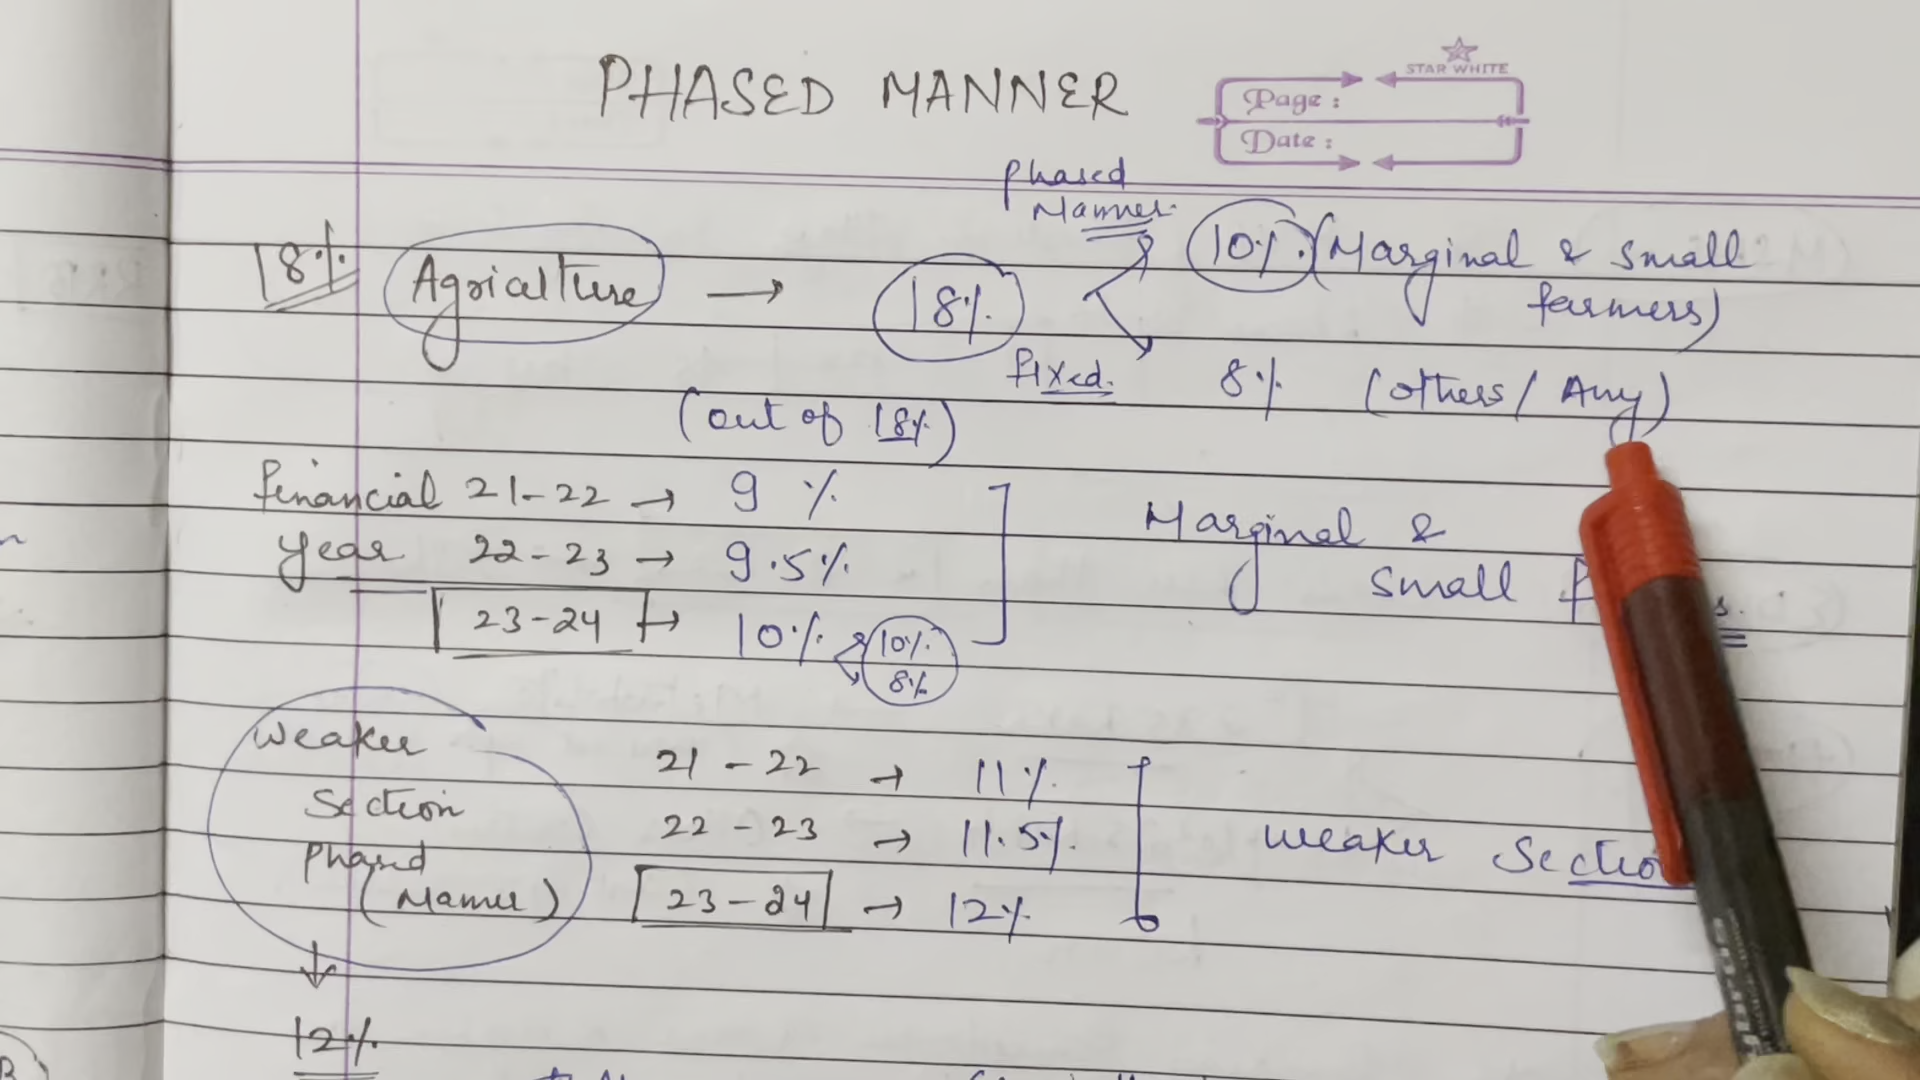 PHASED MANNER
STAR WHITE
Page :
Date :
Phased
Manner
18% Agriculture → 18% 10% (Marginal & Small
farmers)
fixed. 8% (others / Any)
(out of 18%)
financial 21-22 → 9 %
year 22-23 → 9.5%
23-24 → 10% 10%
8%
Marginal &
Small
Weaker
Section
Phased
(Manner)
21 - 22 → 11%
22 - 23 → 11.5%
23 - 24 → 12%
Weaker Sectio
12%